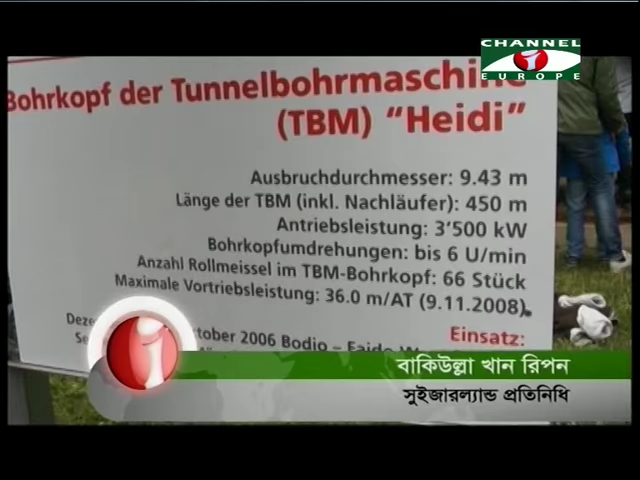 CHANNEL
i
EUROPE
Bohrkopf der Tunnelbohrmaschine
(TBM) "Heidi"
Ausbruchdurchmesser: 9.43 m
Länge der TBM (inkl. Nachläufer): 450 m
Antriebsleistung: 3'500 kW
Bohrkopfumdrehungen: bis 6 U/min
Anzahl Rollmeissel im TBM-Bohrkopf: 66 Stück
Maximale Vortriebsleistung: 36.0 m/AT (9.11.2008)
Einsatz:
2006 Bodio – Faido
i
বাকিউল্লা খান রিপন
সুইজারল্যান্ড প্রতিনিধি